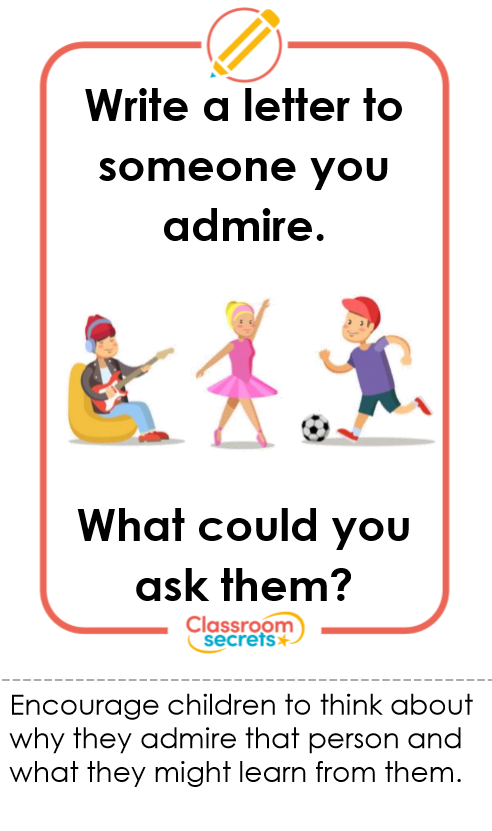 Write a letter to
someone you
admire.
What could you
ask them?
Classroom
secrets
Encourage children to think about
why they admire that person and
what they might learn from them.